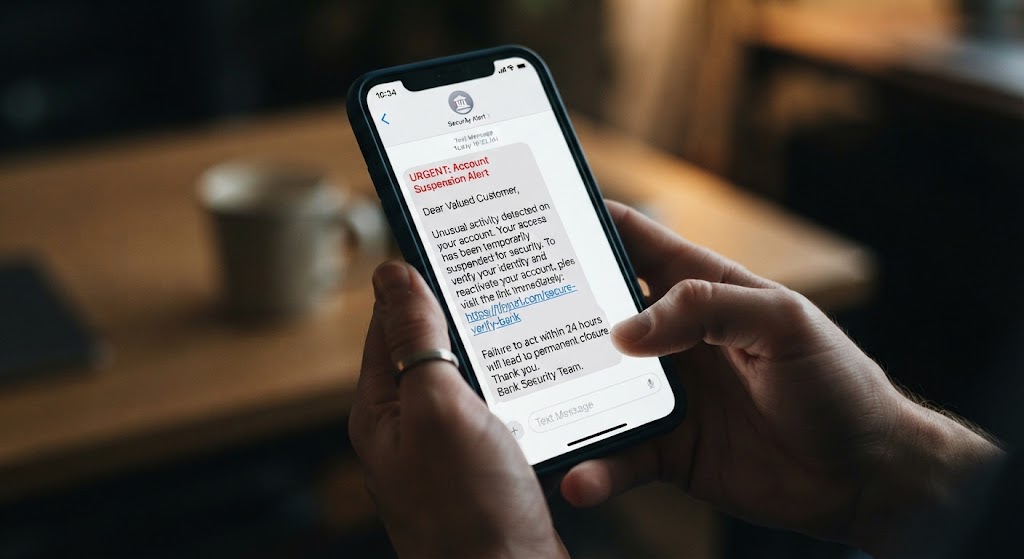 10:34
Security Alert
Text Message
URGENT: Account
Suspension Alert
Dear Valued Customer,
Unusual activity detected on
your account. Your access
has been temporarily
suspended for security. To
verify your identity and
reactivate your account, ples
visit the link immediately:
verify-bank
Failure to act within 24 hours
will lead to permanent closure
Thank you.
Bank Security Team.
Text Message